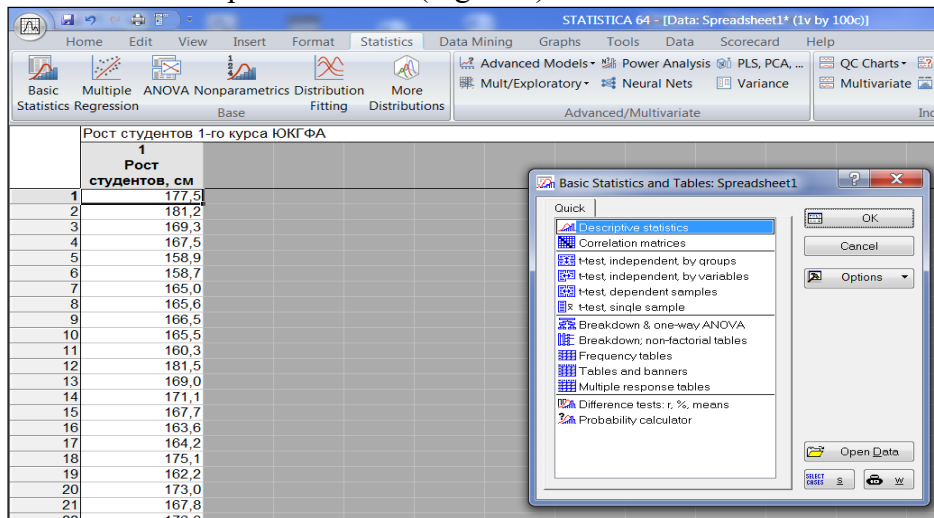 STATISTICA 64 - [Data: Spreadsheet1* (1v by 100c)]
Home Edit View Insert Format Statistics Data Mining Graphs Tools Data Scorecard Help
Basic Statistics
Multiple Regression
ANOVA
Nonparametrics
Distribution Fitting
More Distributions
Base
Advanced Models
Power Analysis
PLS, PCA, ...
Mult/Exploratory
Neural Nets
Variance
Advanced/Multivariate
QC Charts
Multivariate
Рост студентов 1-го курса ЮКГФА
1
Рост
студентов, см
1 177,5
2 181,2
3 169,3
4 167,5
5 158,9
6 158,7
7 165,0
8 165,6
9 166,5
10 165,5
11 160,3
12 181,5
13 169,0
14 171,1
15 167,7
16 163,6
17 164,2
18 175,1
19 162,2
20 173,0
21 167,8
Basic Statistics and Tables: Spreadsheet1
Quick
Descriptive statistics
Correlation matrices
t-test, independent, by groups
t-test, independent, by variables
t-test, dependent samples
t-test, single sample
Breakdown & one-way ANOVA
Breakdown; non-factorial tables
Frequency tables
Tables and banners
Multiple response tables
Difference tests: r, %, means
Probability calculator
OK
Cancel
Options
Open Data
SELECT CASES S W